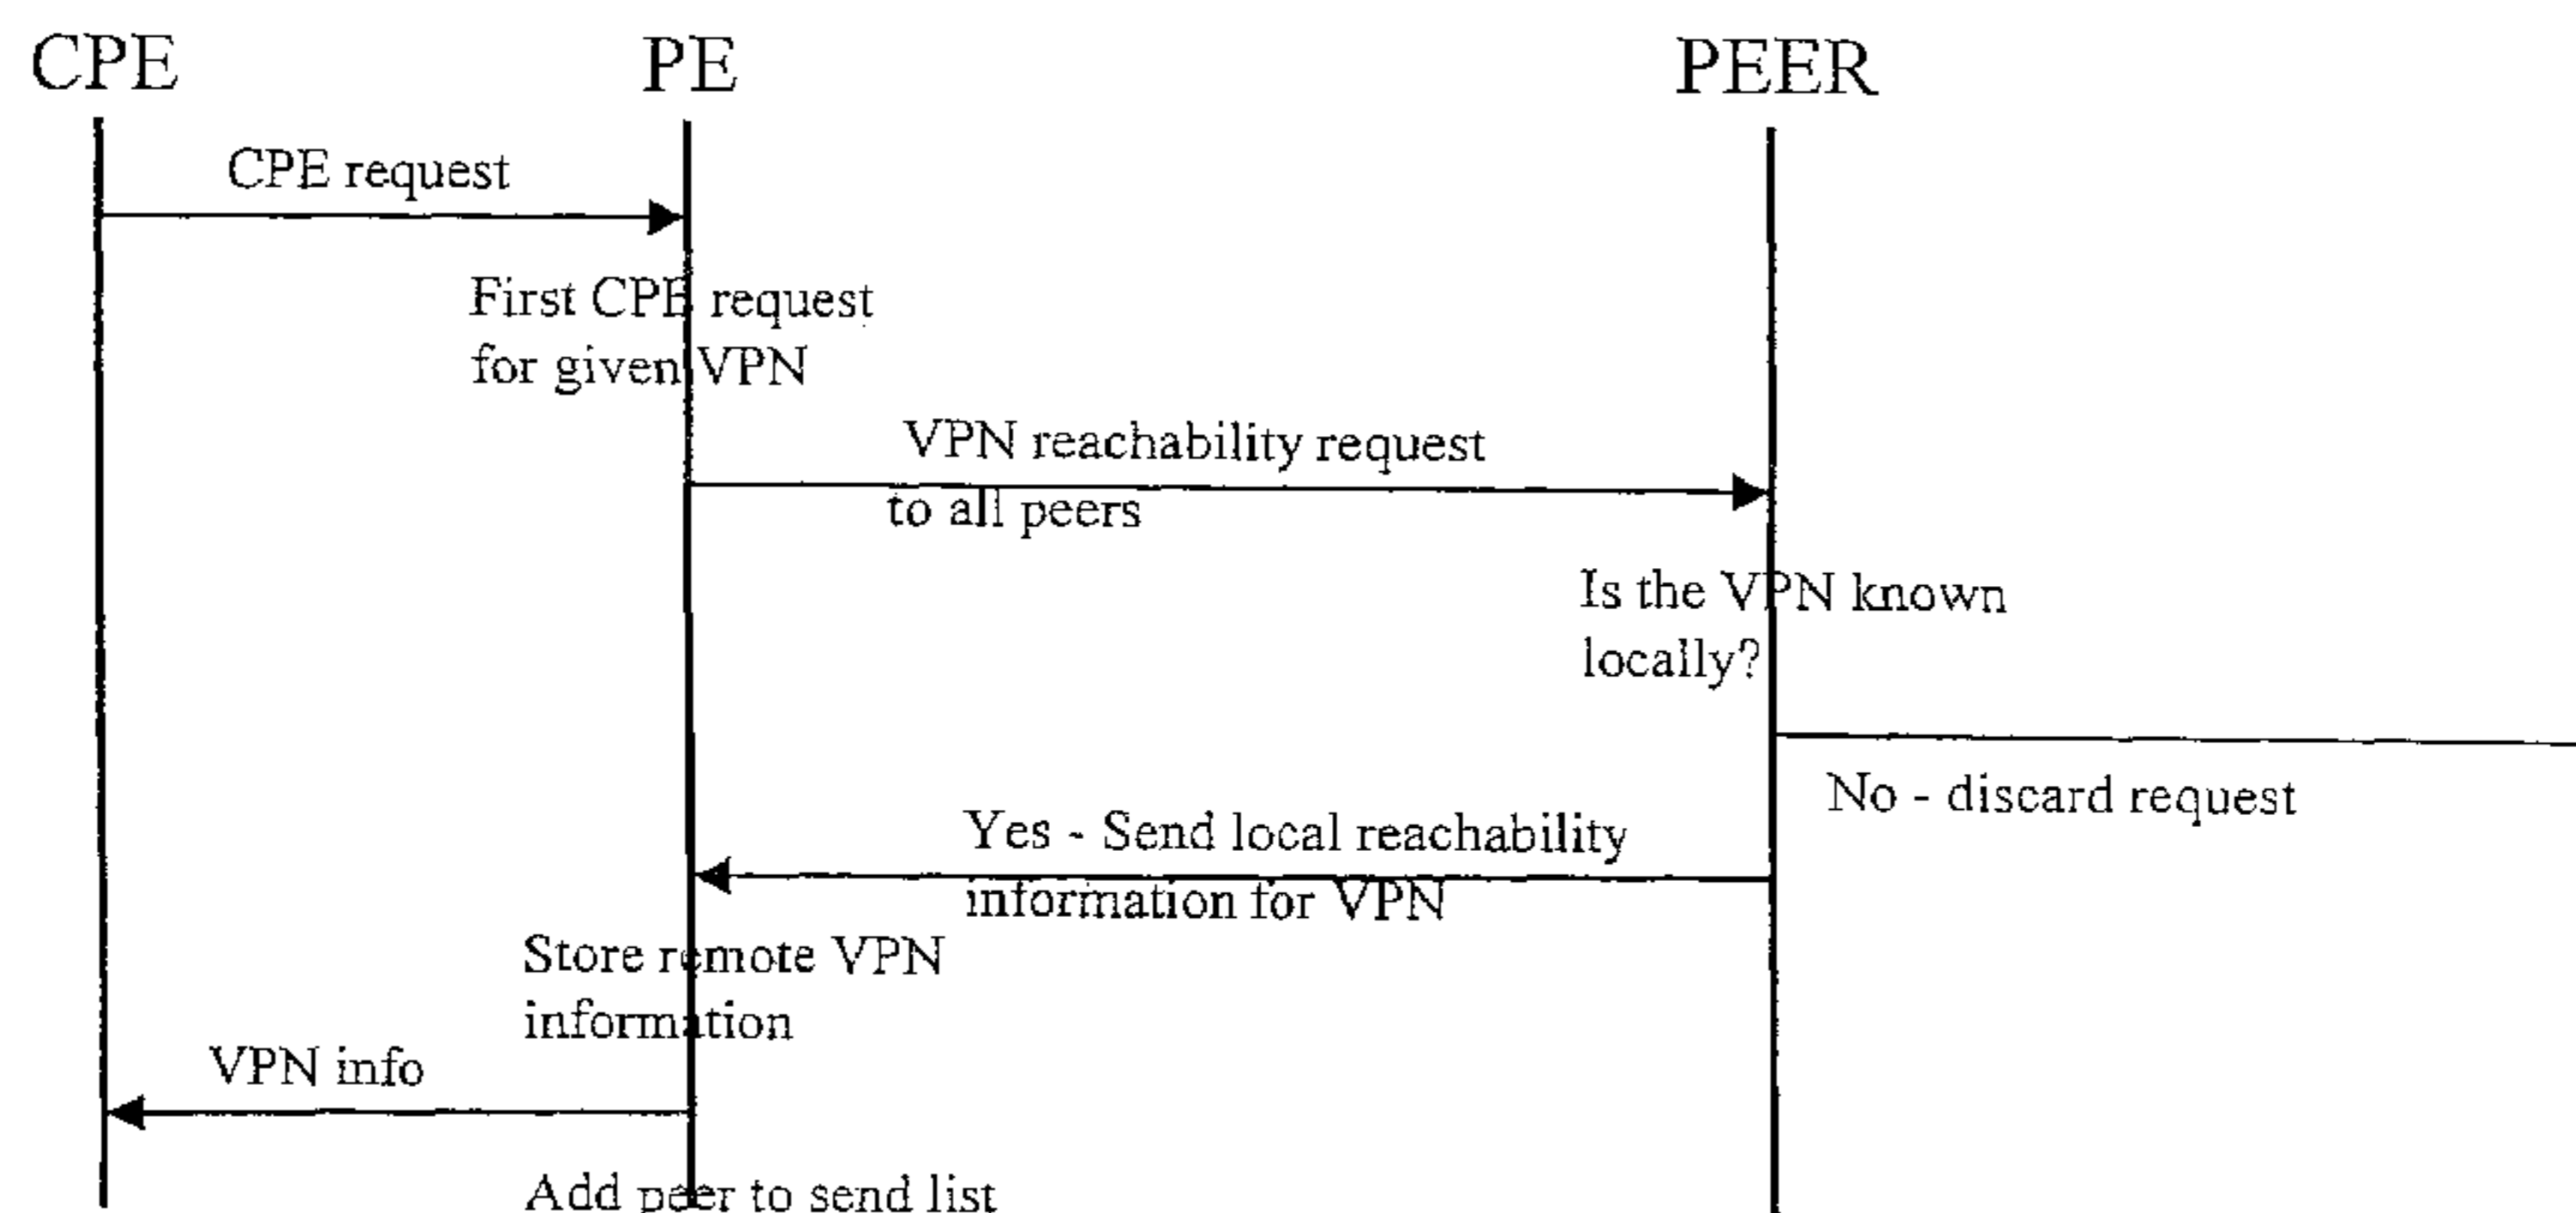 CPE PE PEER
CPE request
First CPE request
for given VPN
VPN reachability request
to all peers
Is the VPN known
locally?
No - discard request
Yes - Send local reachability
information for VPN
Store remote VPN
information
VPN info
Add peer to send list